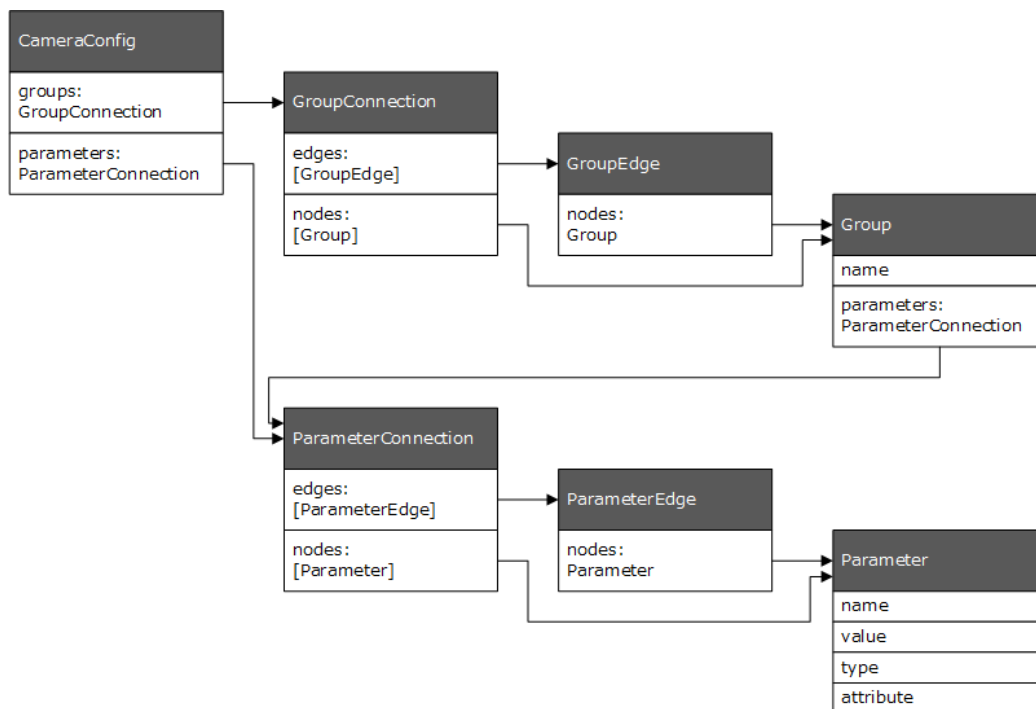 CameraConfig
groups:
GroupConnection
parameters:
ParameterConnection
GroupConnection
edges:
[GroupEdge]
nodes:
[Group]
GroupEdge
nodes:
Group
Group
name
parameters:
ParameterConnection
ParameterConnection
edges:
[ParameterEdge]
nodes:
[Parameter]
ParameterEdge
nodes:
Parameter
Parameter
name
value
type
attribute